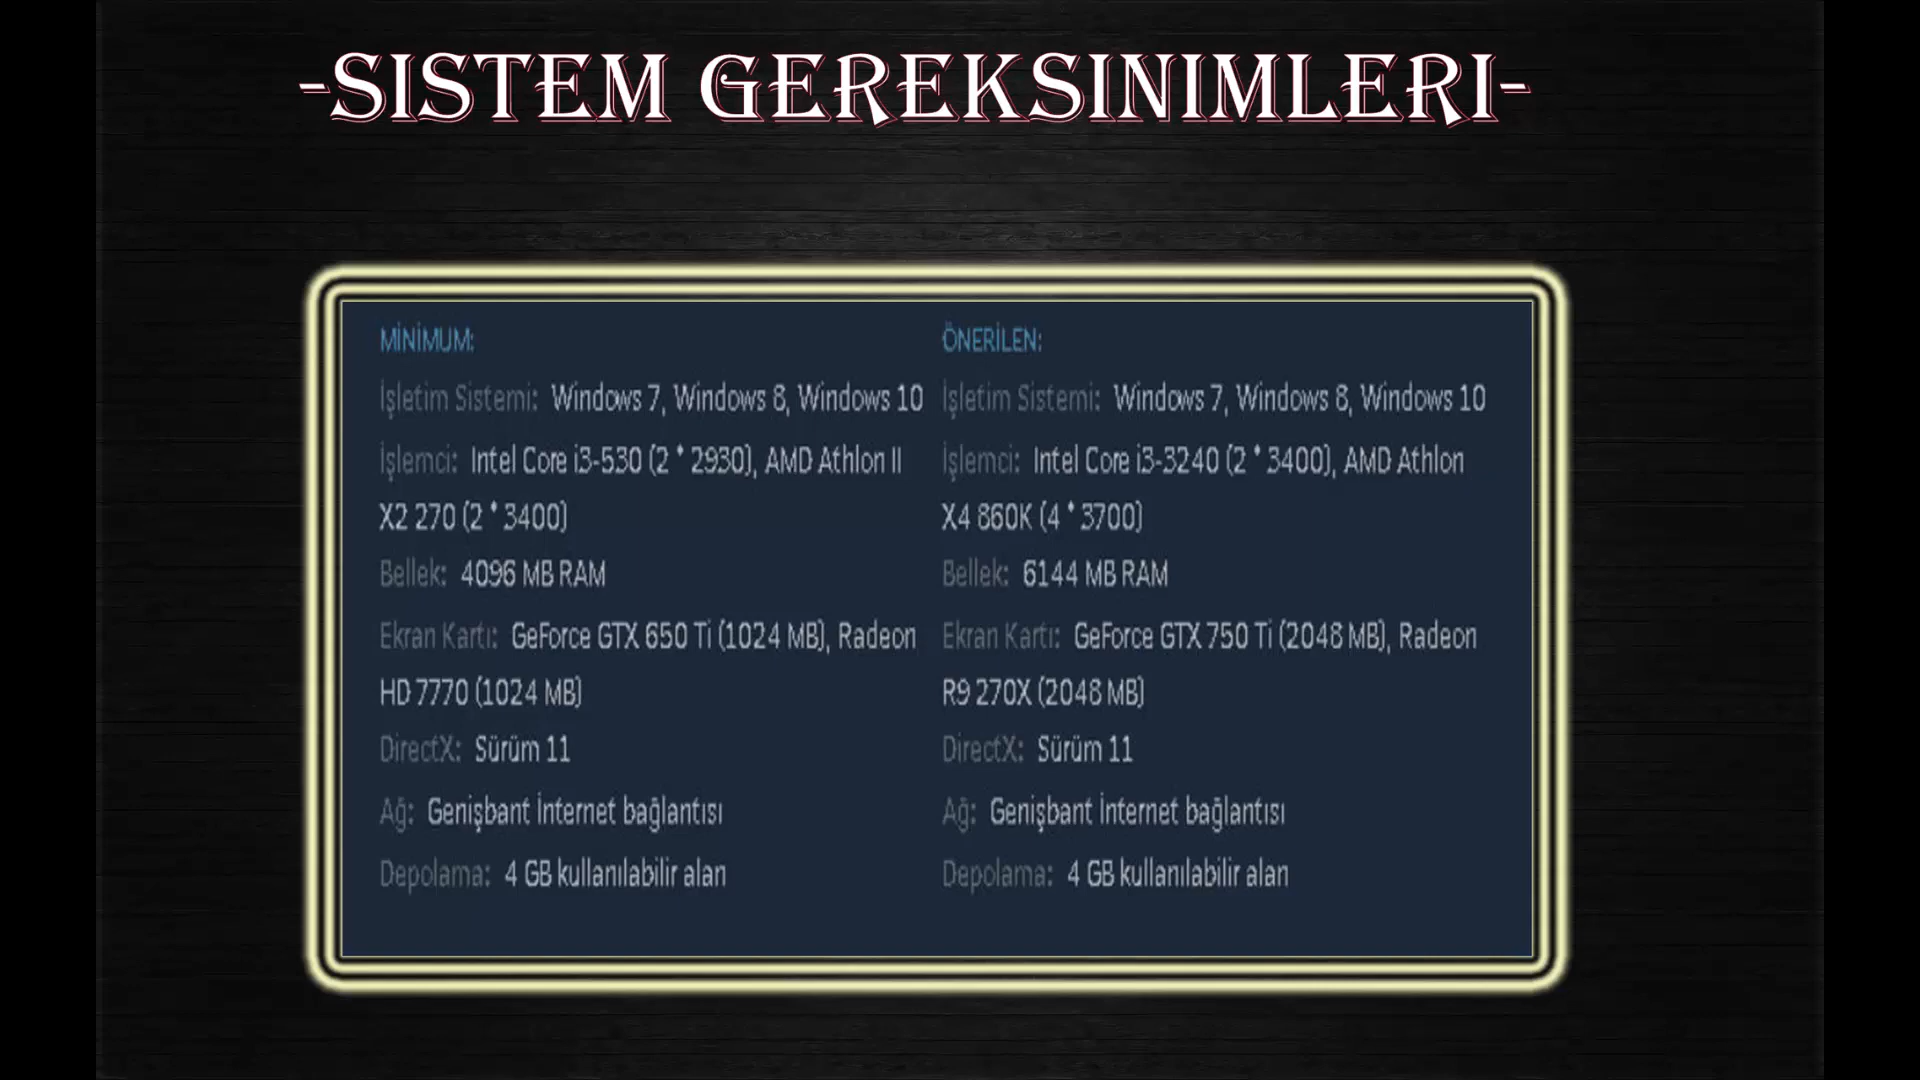 -SISTEM GEREKSINIMLERI-
MİNİMUM:
İşletim Sistemi: Windows 7, Windows 8, Windows 10
İşlemci: Intel Core i3-530 (2 * 2930), AMD Athlon II
X2 270 (2 * 3400)
Bellek: 4096 MB RAM
Ekran Kartı: GeForce GTX 650 Ti (1024 MB), Radeon
HD 7770 (1024 MB)
DirectX: Sürüm 11
Ağ: Genişbant İnternet bağlantısı
Depolama: 4 GB kullanılabilir alan
ÖNERİLEN:
İşletim Sistemi: Windows 7, Windows 8, Windows 10
İşlemci: Intel Core i3-3240 (2 * 3400), AMD Athlon
X4 860K (4 * 3700)
Bellek: 6144 MB RAM
Ekran Kartı: GeForce GTX 750 Ti (2048 MB), Radeon
R9 270X (2048 MB)
DirectX: Sürüm 11
Ağ: Genişbant İnternet bağlantısı
Depolama: 4 GB kullanılabilir alan